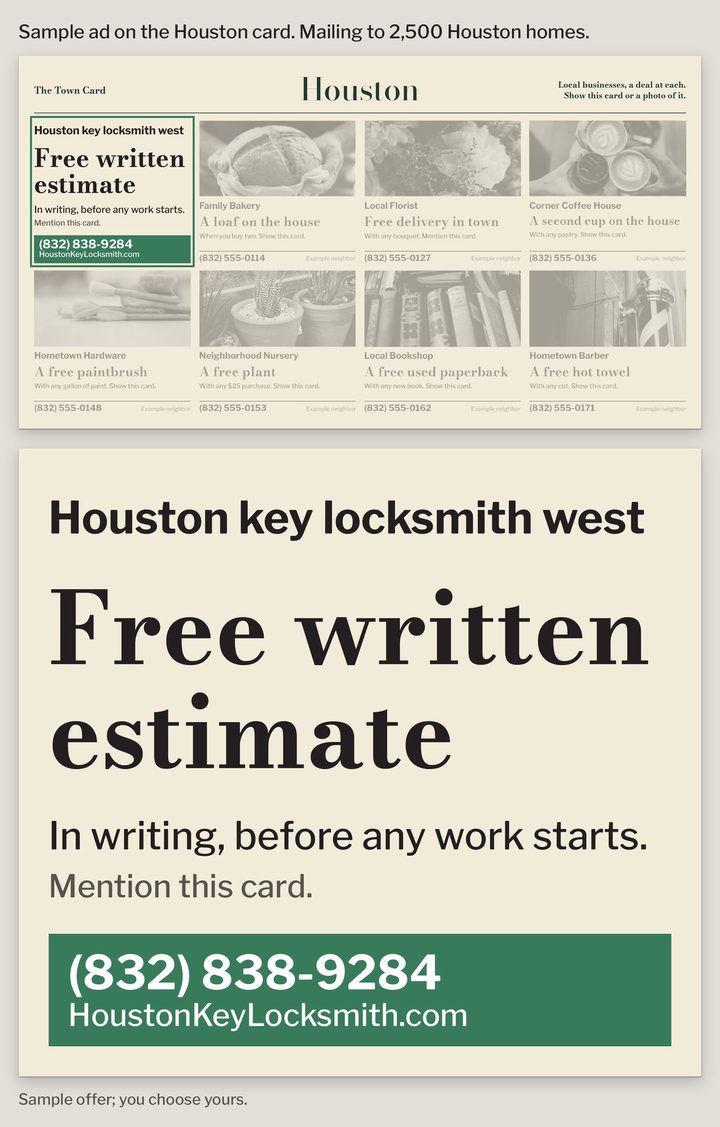 Sample ad on the Houston card. Mailing to 2,500 Houston homes.
The Town Card
Houston
Local businesses, a deal at each.
Show this card or a photo of it.
Houston key locksmith west
Free written
estimate
In writing, before any work starts.
Mention this card.
(832) 838-9284
HoustonKeyLocksmith.com
Family Bakery
A loaf on the house
When you buy two. Show this card.
(832) 555-0114
Example neighbor
Local Florist
Free delivery in town
With any bouquet. Mention this card.
(832) 555-0127
Example neighbor
Corner Coffee House
A second cup on the house
With any pastry. Show this card.
(832) 555-0136
Example neighbor
Hometown Hardware
A free paintbrush
With any gallon of paint. Show this card.
(832) 555-0148
Example neighbor
Neighborhood Nursery
A free plant
With any $25 purchase. Show this card.
(832) 555-0153
Example neighbor
Local Bookshop
A free used paperback
With any new book. Show this card.
(832) 555-0162
Example neighbor
Hometown Barber
A free hot towel
With any cut. Show this card.
(832) 555-0171
Example neighbor
Houston key locksmith west
Free written
estimate
In writing, before any work starts.
Mention this card.
(832) 838-9284
HoustonKeyLocksmith.com
Sample offer; you choose yours.